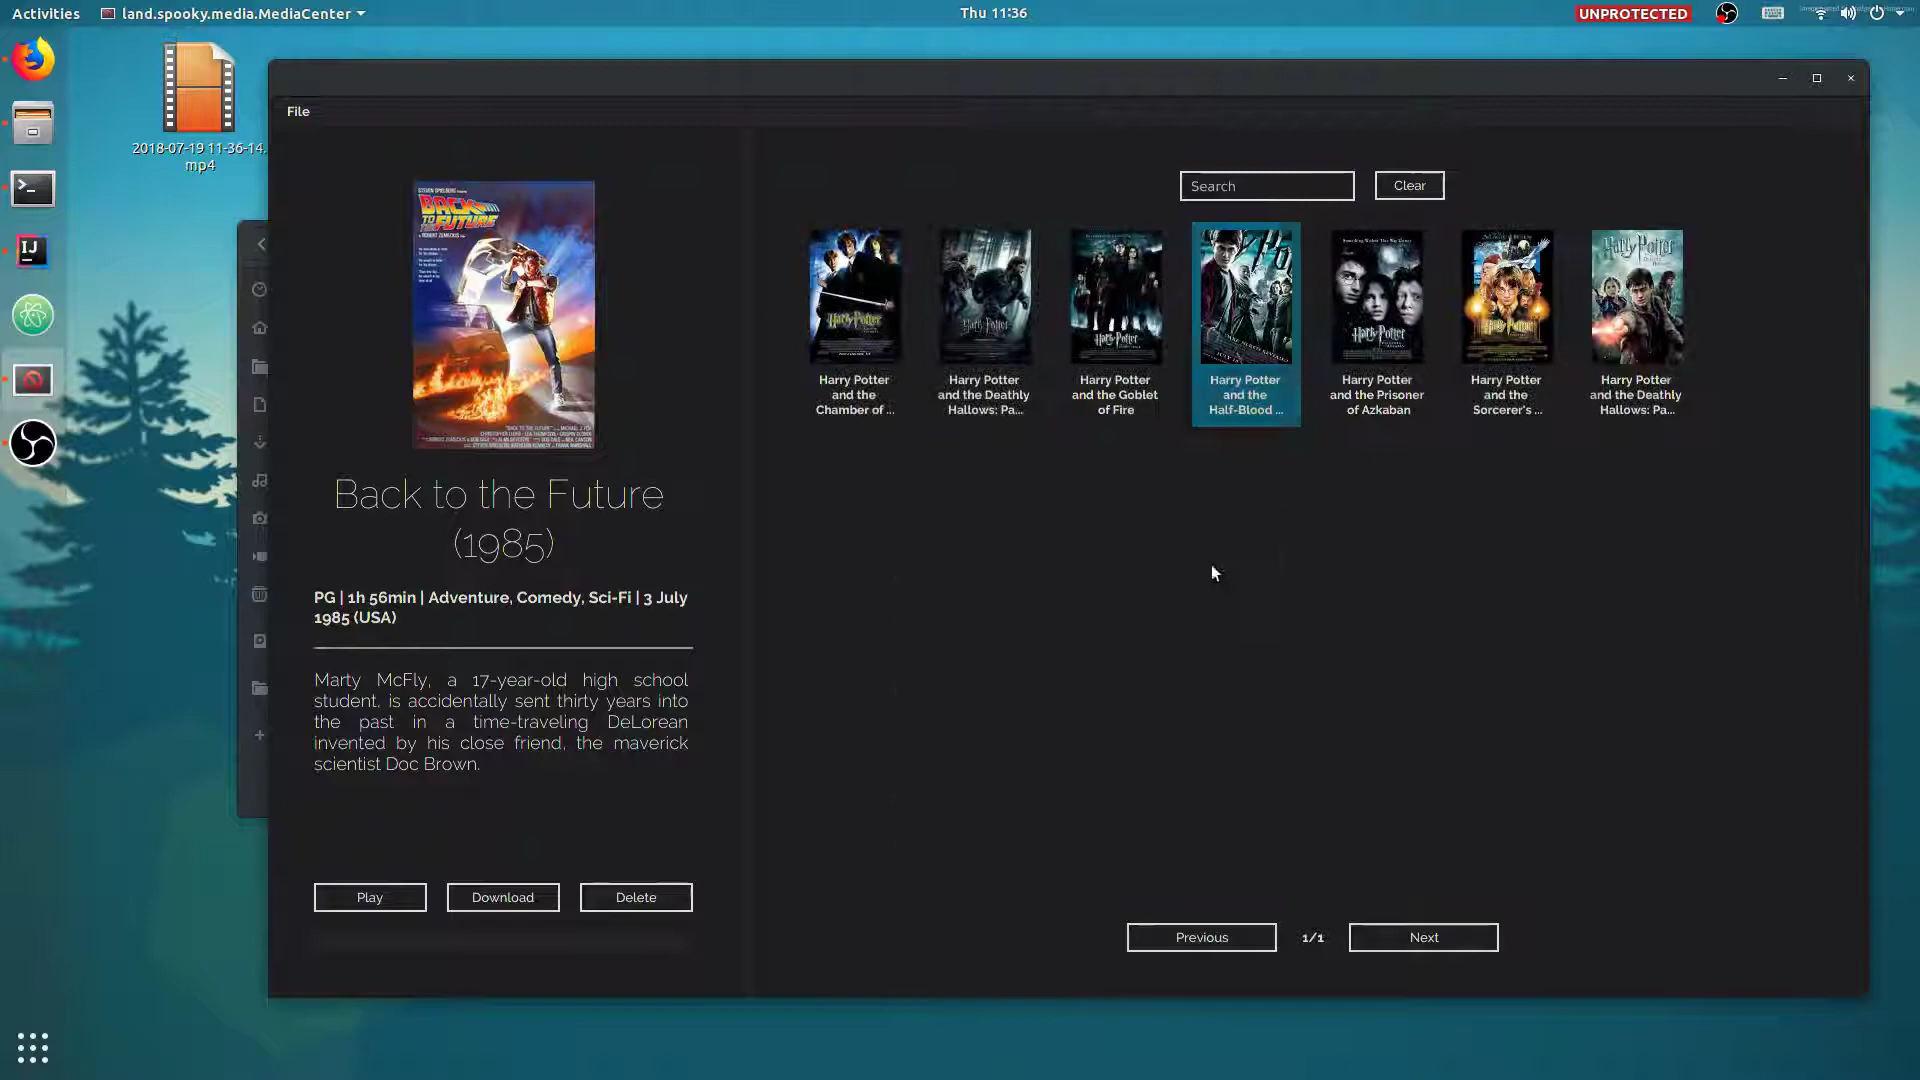 Activities
land.spooky.media.MediaCenter
Thu 11:36
UNPROTECTED
2018-07-19 11-36-14.
mp4
File
Search
Clear
BACK
TO THE
FUTURE
Harry Potter
and the
Chamber of ...
Harry Potter
and the Deathly
Hallows: Pa...
Harry Potter
and the Goblet
of Fire
Harry Potter
and the
Half-Blood ...
Harry Potter
and the Prisoner
of Azkaban
Harry Potter
and the
Sorcerer's ...
Harry Potter
and the Deathly
Hallows: Pa...
Back to the Future
(1985)
PG | 1h 56min | Adventure, Comedy, Sci-Fi | 3 July
1985 (USA)
Marty McFly, a 17-year-old high school
student, is accidentally sent thirty years into
the past in a time-traveling DeLorean
invented by his close friend, the maverick
scientist Doc Brown.
Play
Download
Delete
Previous
1/1
Next